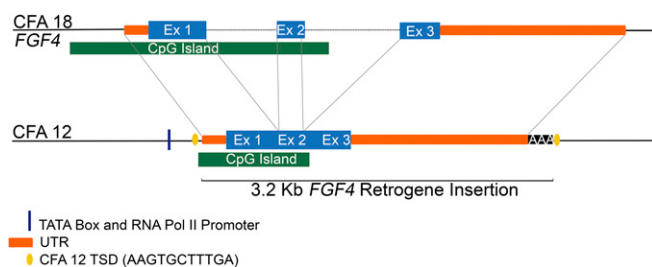 CFA 18
FGF4
Ex 1
Ex 2
Ex 3
CpG Island
CFA 12
Ex 1
Ex 2
Ex 3
AAA
CpG Island
3.2 Kb FGF4 Retrogene Insertion
TATA Box and RNA Pol II Promoter
UTR
CFA 12 TSD (AAGTGCTTTGA)